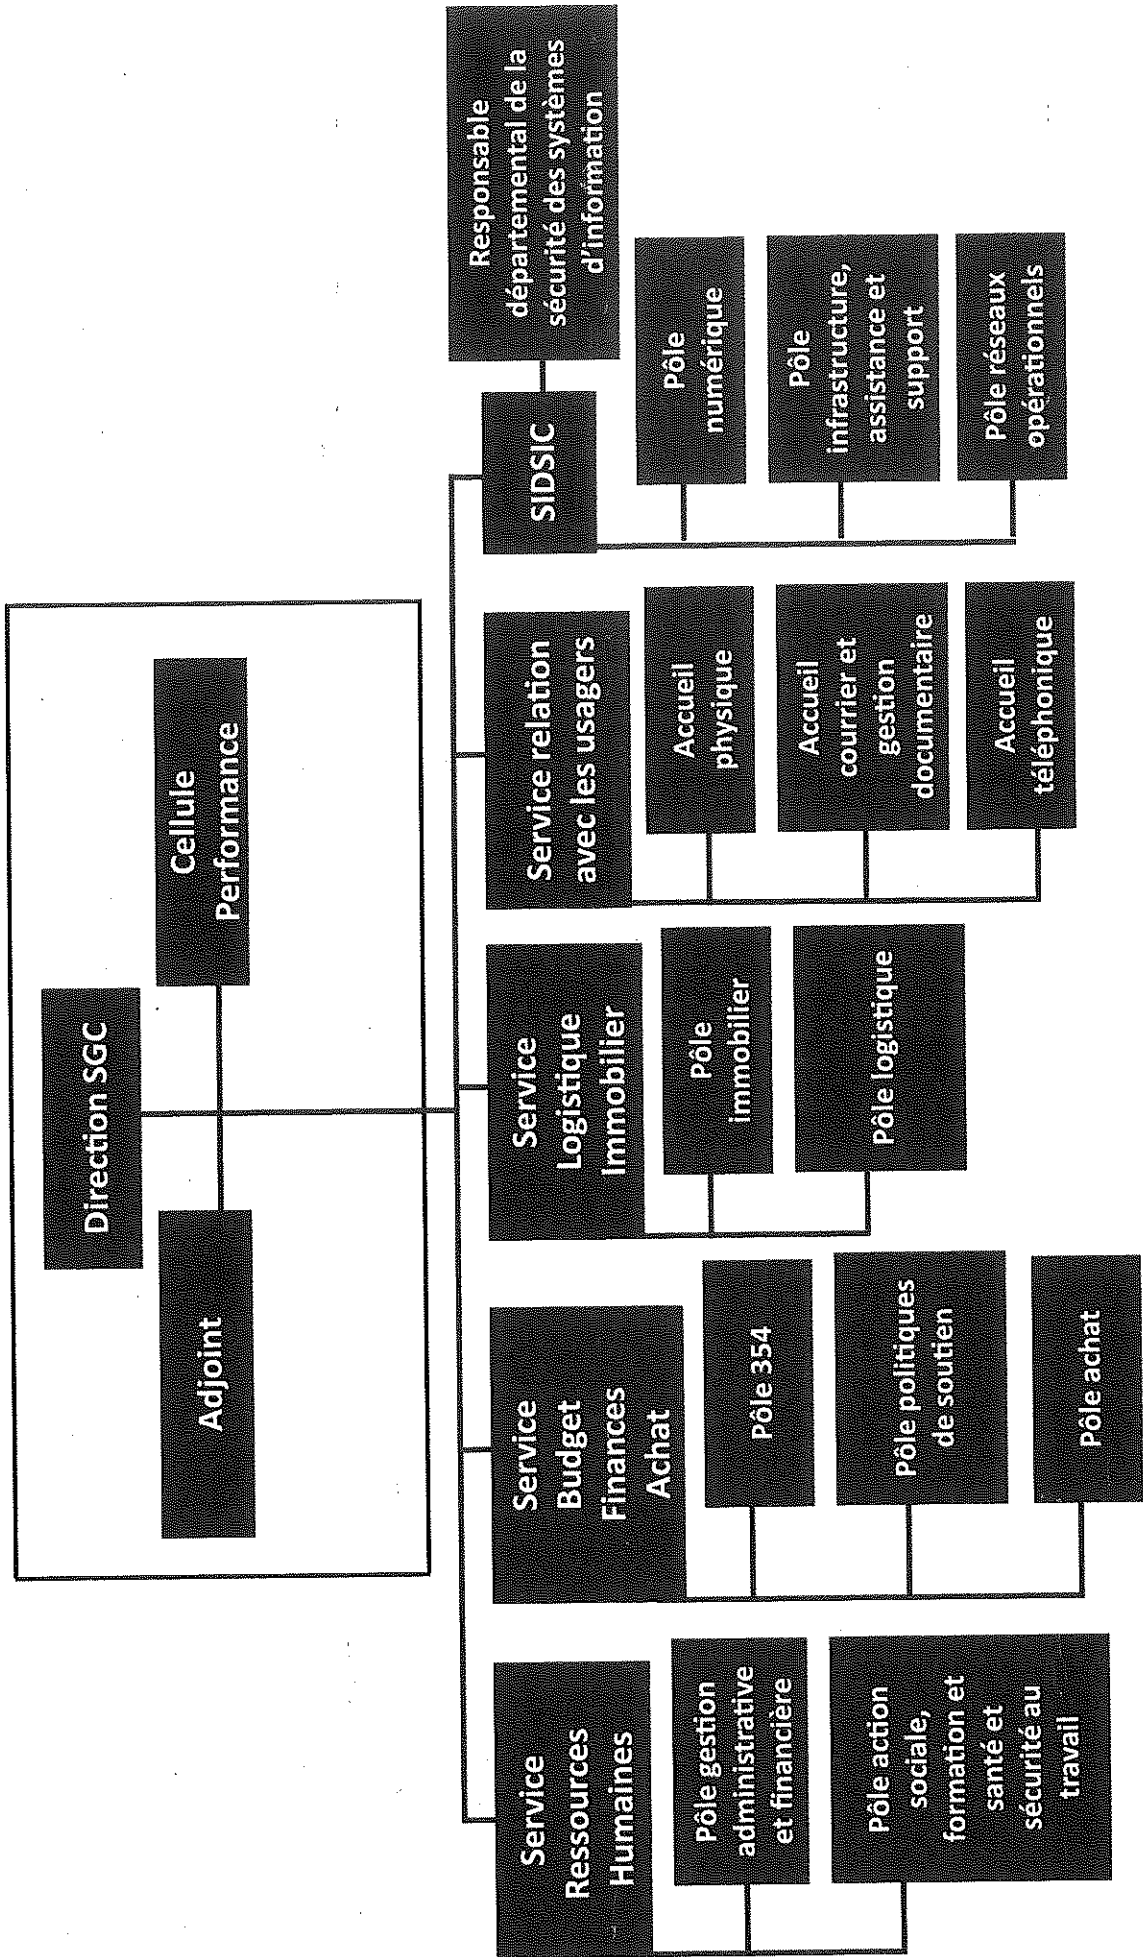 Direction SGC
Adjoint
Cellule
Performance
Service
Ressources
Humaines
Pôle gestion
administrative
et financière
Pôle action
sociale,
formation et
santé et
sécurité au
travail
Service
Budget
Finances
Achat
Pôle 354
Pôle politiques
de soutien
Pôle achat
Service
Logistique
Immobilier
Pôle
immobilier
Pôle logistique
Service relation
avec les usagers
Accueil
physique
Accueil
courrier et
gestion
documentaire
Accueil
téléphonique
SIDSIC
Responsable
départemental de la
sécurité des systèmes
d'information
Pôle
numérique
Pôle
infrastructure,
assistance et
support
Pôle réseaux
opérationnels